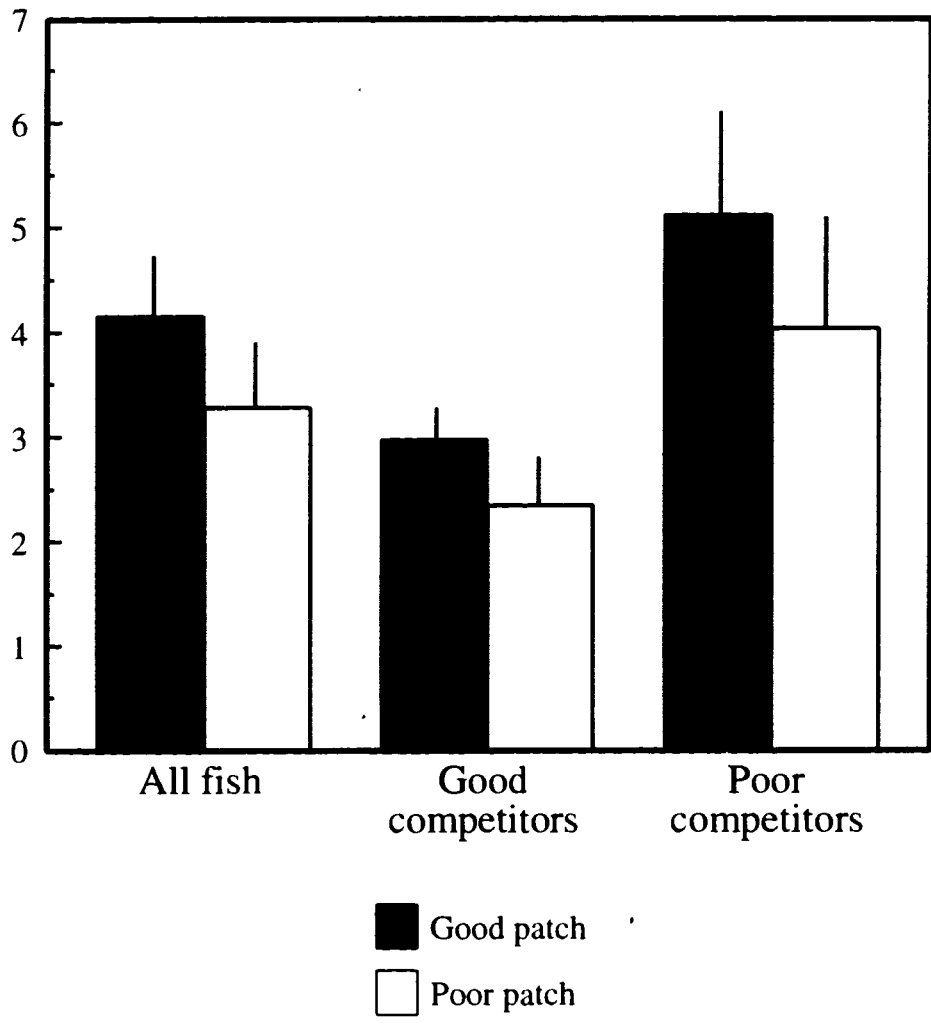 7
6
5
4
3
2
1
0
All fish
Good
competitors
Poor
competitors
Good patch
Poor patch